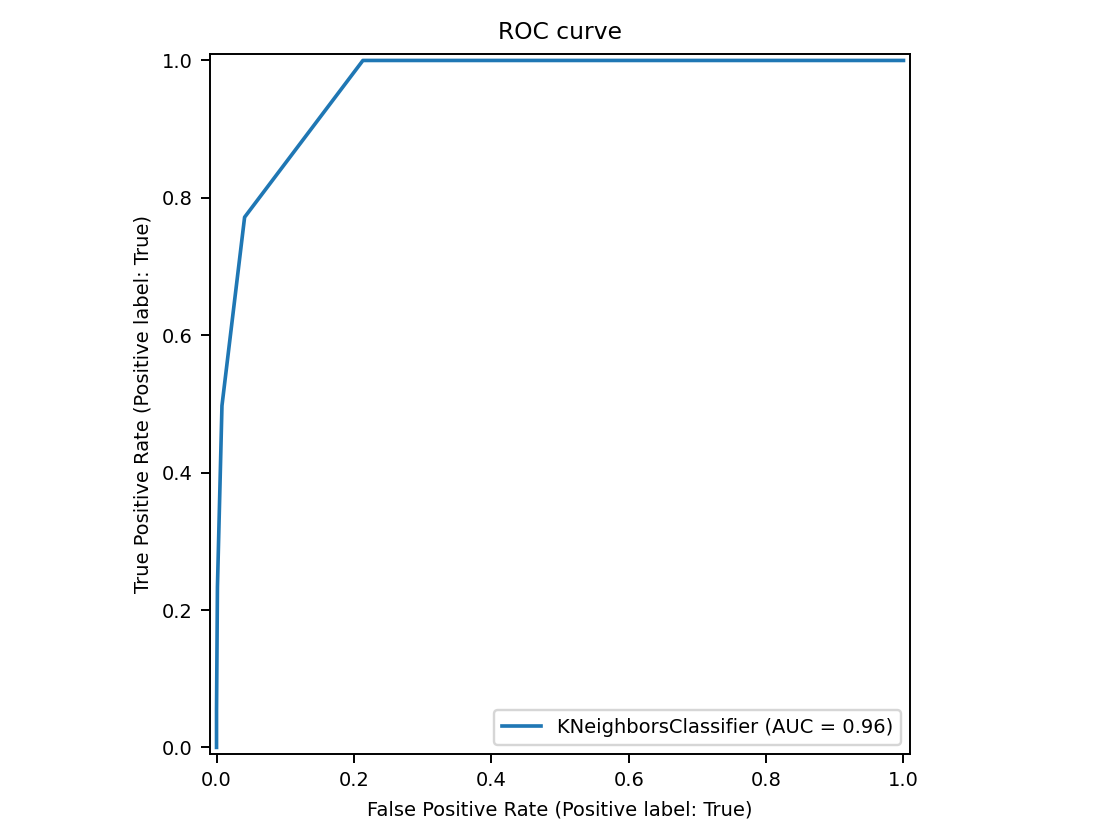 ROC curve
1.0
0.8
0.6
0.4
0.2
0.0
True Positive Rate (Positive label: True)
KNeighborsClassifier (AUC = 0.96)
0.0 0.2 0.4 0.6 0.8 1.0
False Positive Rate (Positive label: True)